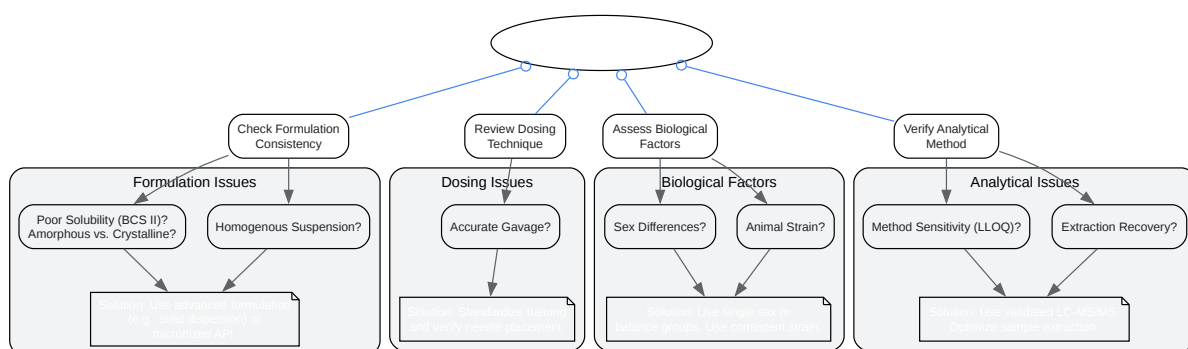 Check Formulation
Consistency
Review Dosing
Technique
Assess Biological
Factors
Verify Analytical
Method
Formulation Issues
Dosing Issues
Biological Factors
Analytical Issues
Poor Solubility (BCS II)?
Amorphous vs. Crystalline?
Homogenous Suspension?
Accurate Gavage?
Sex Differences?
Animal Strain?
Method Sensitivity (LLOQ)?
Extraction Recovery?
Solution: Use advanced formulation
(e.g., solid dispersion) or
micronized API.
Solution: Standardize training
and verify needle placement.
Solution: Use single sex or
balance groups. Use consistent strain.
Solution: Use validated LC-MS/MS.
Optimize sample extraction.